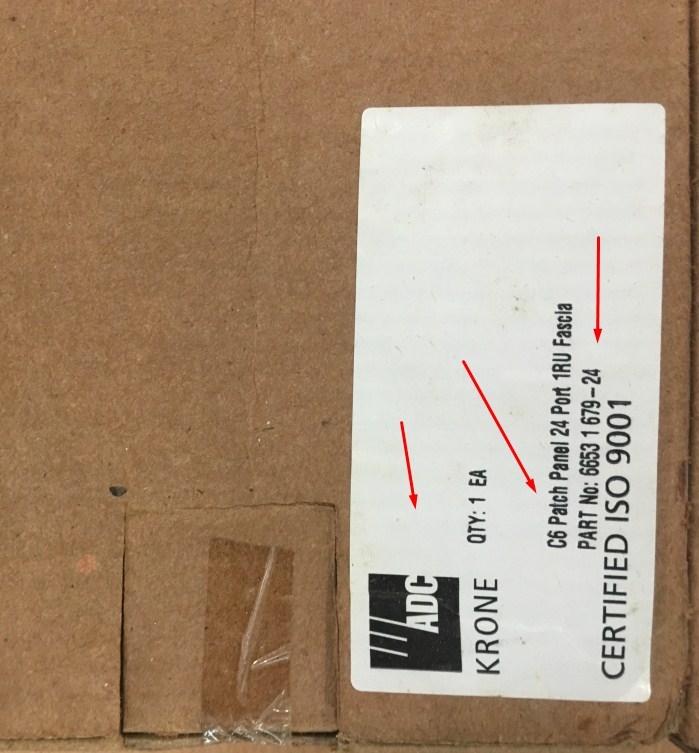 ADC
KRONE
QTY: 1 EA
C6 Patch Panel 24 Port 1RU Fascia
PART No: 6653 1 679-24
CERTIFIED ISO 9001